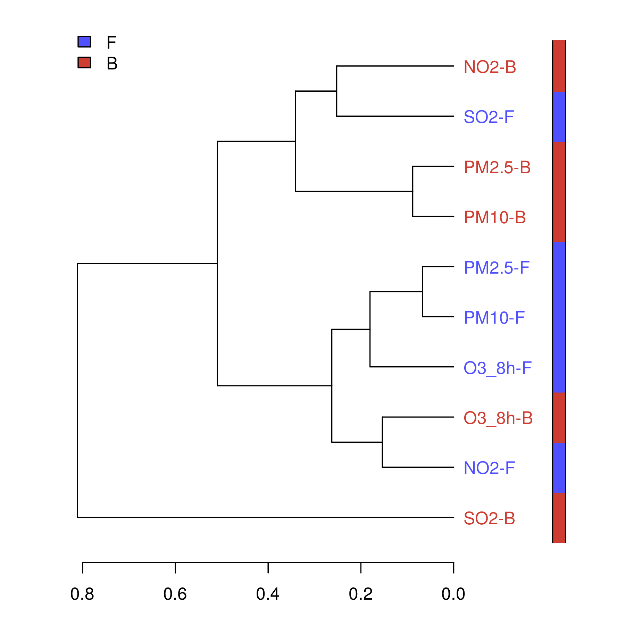 F
B
NO2-B
SO2-F
PM2.5-B
PM10-B
PM2.5-F
PM10-F
O3_8h-F
O3_8h-B
NO2-F
SO2-B
0.8 0.6 0.4 0.2 0.0